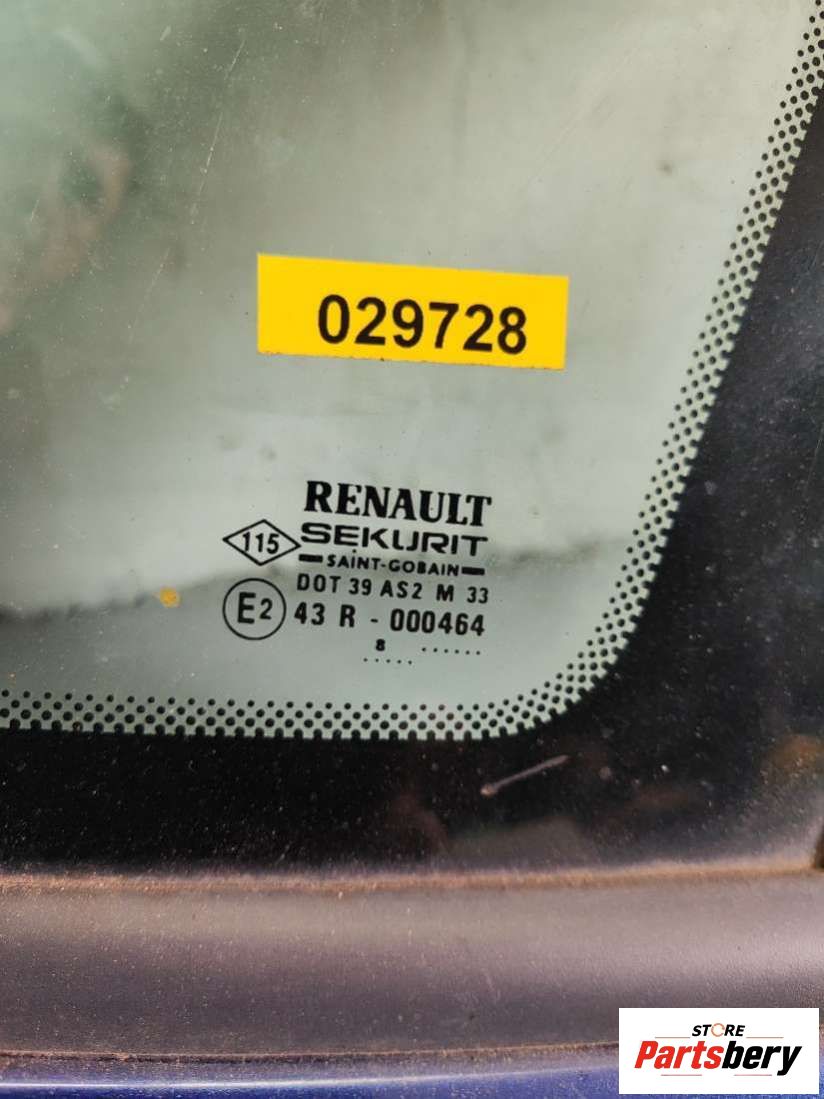 029728
RENAULT
115
SEKURIT
SAINT-GOBAIN
DOT 39 AS2 M 33
E2
43 R - 000464
8
STORE
Partsbery